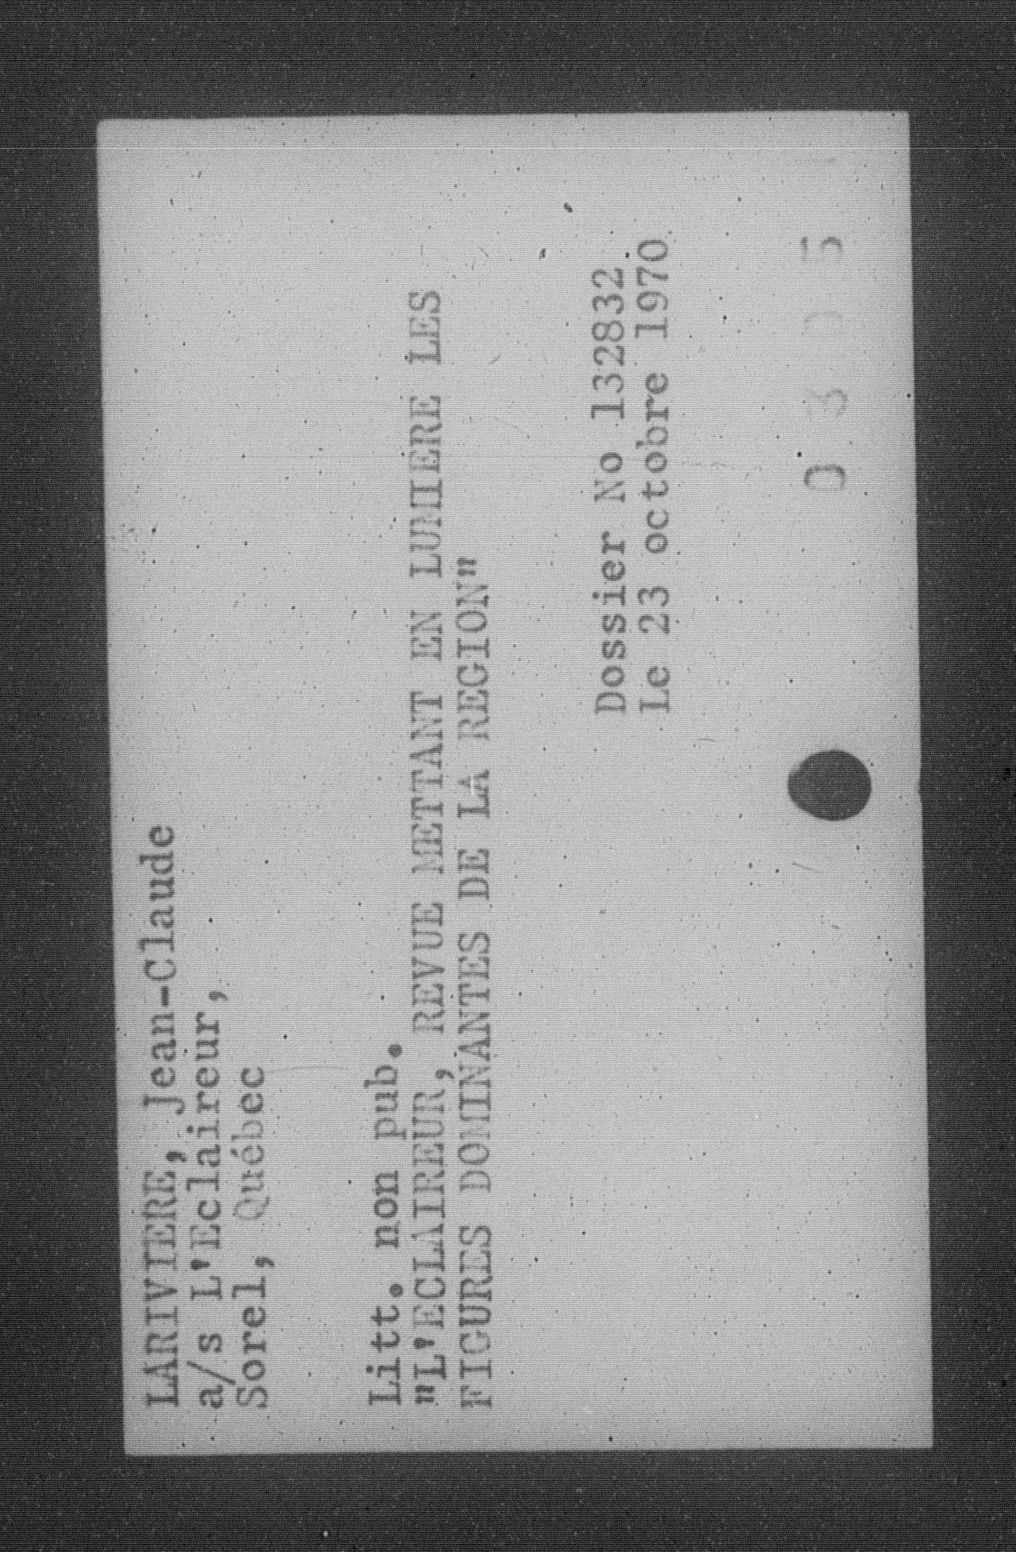 LARIVIERE, Jean-Claude
a/s L'Eclaireur,
Sorel, Québec
Litt. non pub.
"L'ECLAIREUR, REVUE METTANT EN LUMIERE LES
FIGURES DOMINANTES DE LA REGION"
Dossier No 132832
Le 23 octobre 1970